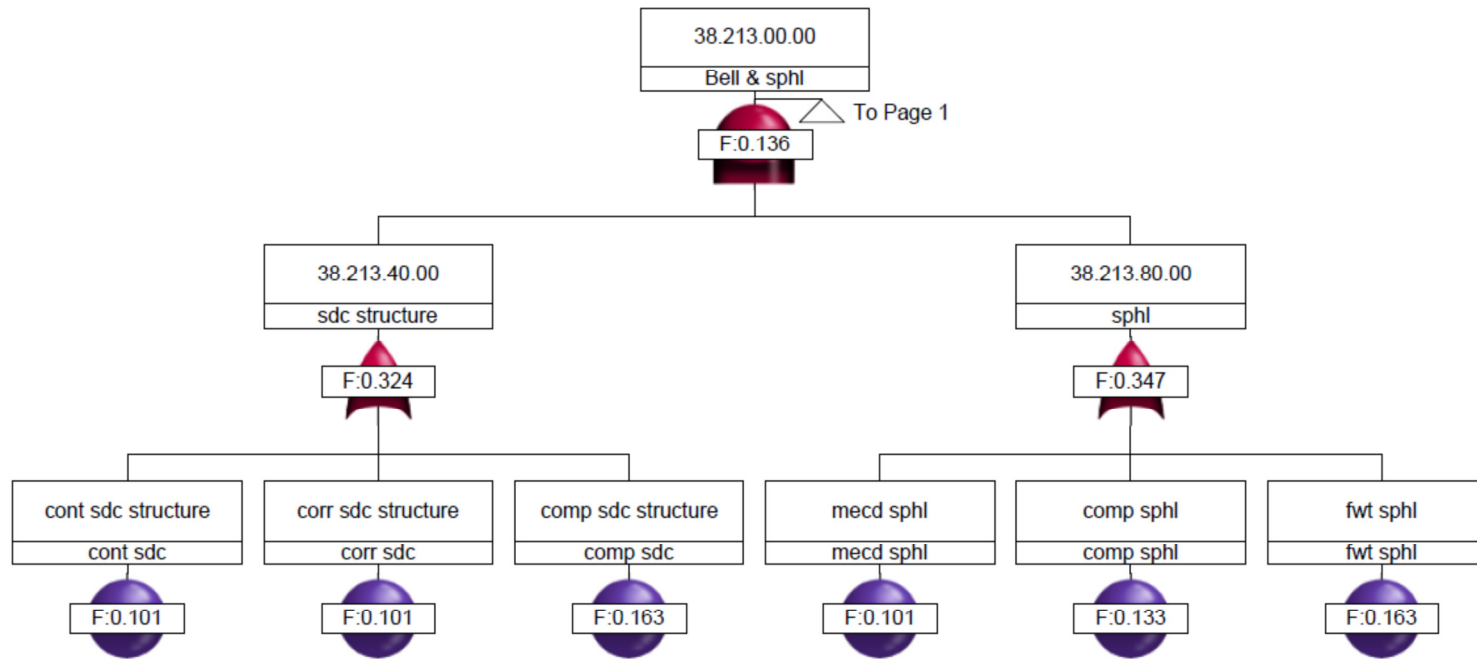 38.213.00.00
Bell & sphl
To Page 1
F:0.136
38.213.40.00
sdc structure
F:0.324
38.213.80.00
sphl
F:0.347
cont sdc structure
cont sdc
F:0.101
corr sdc structure
corr sdc
F:0.101
comp sdc structure
comp sdc
F:0.163
mecd sphl
mecd sphl
F:0.101
comp sphl
comp sphl
F:0.133
fwt sphl
fwt sphl
F:0.163